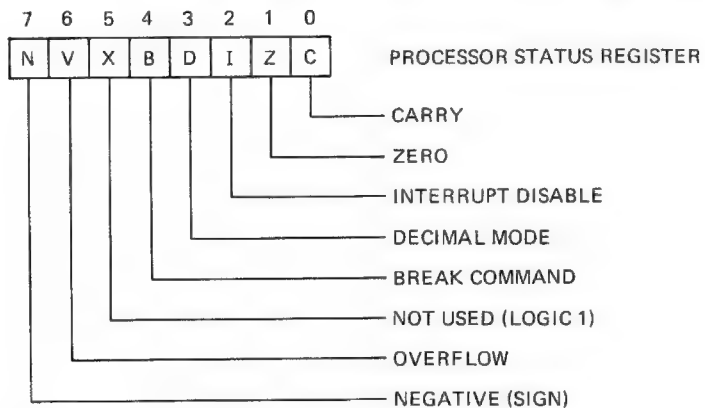 7 6 5 4 3 2 1 0
N V X B D I Z C PROCESSOR STATUS REGISTER
CARRY
ZERO
INTERRUPT DISABLE
DECIMAL MODE
BREAK COMMAND
NOT USED (LOGIC 1)
OVERFLOW
NEGATIVE (SIGN)